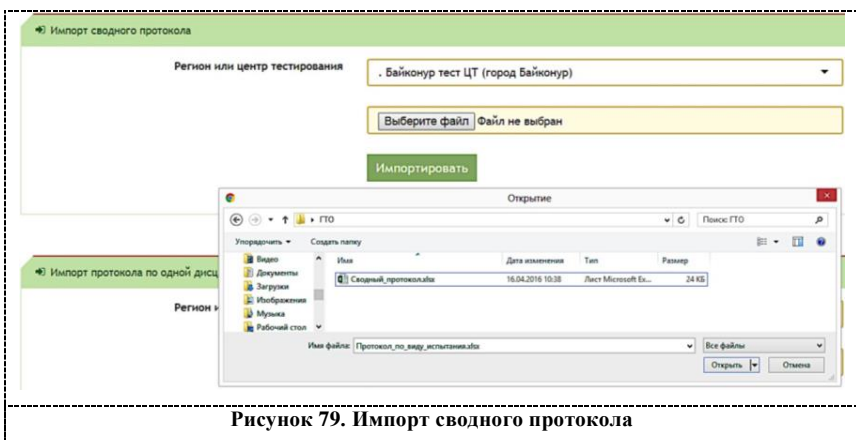 Импорт сводного протокола
Регион или центр тестирования
. Байконур тест ЦТ (город Байконур)
Выберите файл Файл не выбран
Импортировать
Открытие
ГТО
Поиск: ГТО
Упорядочить Создать папку
Видео
Документы
Загрузки
Изображения
Музыка
Рабочий стол
Имя Дата изменения Тип Размер
Сводный_протокол.xlsx 16.04.2016 10:38 Лист Microsoft Ex... 24 КБ
Импорт протокола по одной дисц
Регион и
Имя файла: Протокол_по_виду_испытания.xlsx Все файлы
Открыть Отмена
Рисунок 79. Импорт сводного протокола